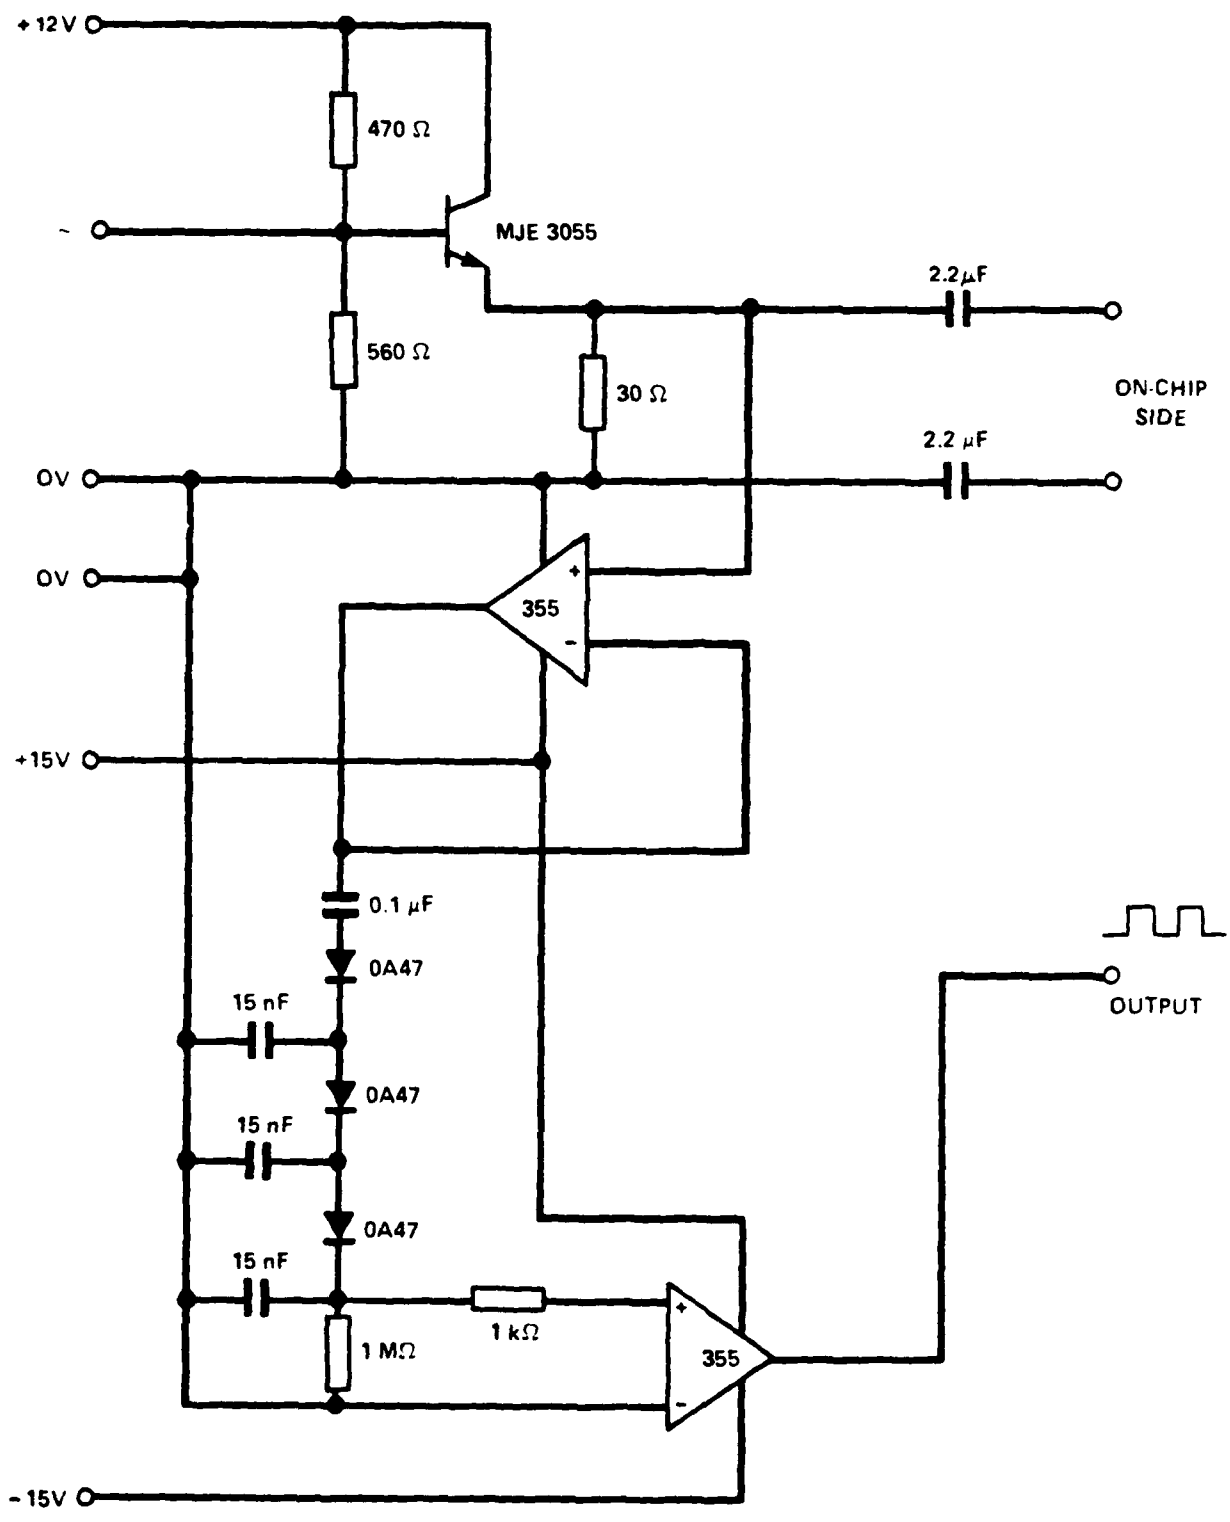 +12V
470 Ω
~
MJE 3055
2.2µF
560 Ω
30 Ω
ON-CHIP
SIDE
2.2 µF
0V
0V
+
355
-
+15V
0.1 µF
0A47
15 nF
OUTPUT
0A47
15 nF
0A47
15 nF
+
1 kΩ
1 MΩ
355
-
-15V